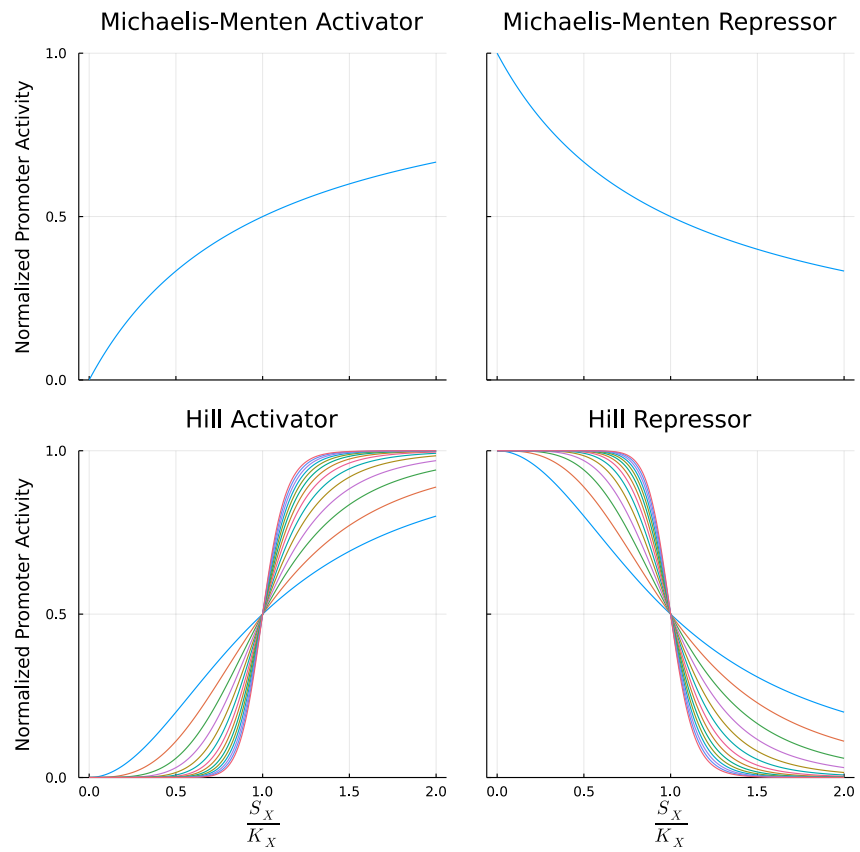 Michaelis-Menten Activator
Michaelis-Menten Repressor
Normalized Promoter Activity
1.0
0.5
0.0
Hill Activator
Hill Repressor
Normalized Promoter Activity
1.0
0.5
0.0
0.0 0.5 1.0 1.5 2.0
0.0 0.5 1.0 1.5 2.0
S_X
K_X
S_X
K_X